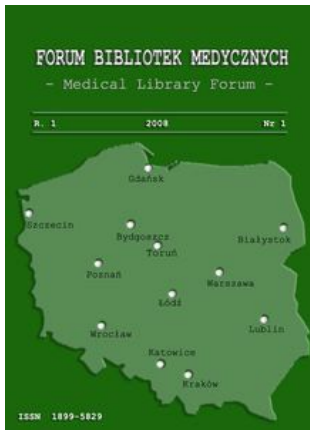 FORUM BIBLIOTEK MEDYCZNYCH
- Medical Library Forum -
R. 1 2008 Nr 1
Gdańsk
Szczecin
Bydgoszcz
Toruń
Białystok
Poznań
Warszawa
Łódź
Wrocław
Lublin
Katowice
Kraków
ISSN 1899-5829